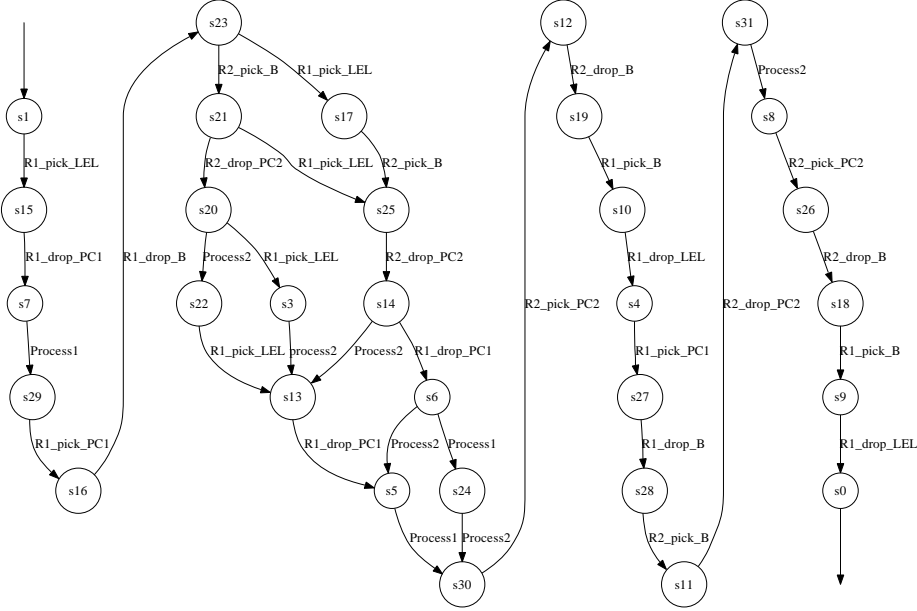 s23
s12
s31
R2_pick_B
R1_pick_LEL
R2_drop_B
Process2
s1
s21
s17
s19
s8
R1_pick_LEL
R2_drop_PC2
R1_pick_LEL
R2_pick_B
R1_pick_B
R2_pick_PC2
s15
s20
s25
s10
s26
R1_drop_PC1
R1_drop_B
Process2
R1_pick_LEL
R2_drop_PC2
R1_drop_LEL
R2_drop_B
s7
s22
s3
s14
R2_pick_PC2
s4
R2_drop_PC2
s18
Process1
R1_pick_LEL
process2
Process2
R1_drop_PC1
R1_pick_PC1
R1_pick_B
s29
s13
s6
s27
s9
R1_pick_PC1
R1_drop_PC1
Process2
Process1
R1_drop_B
R1_drop_LEL
s16
s5
s24
s28
s0
Process1
Process2
R2_pick_B
s30
s11